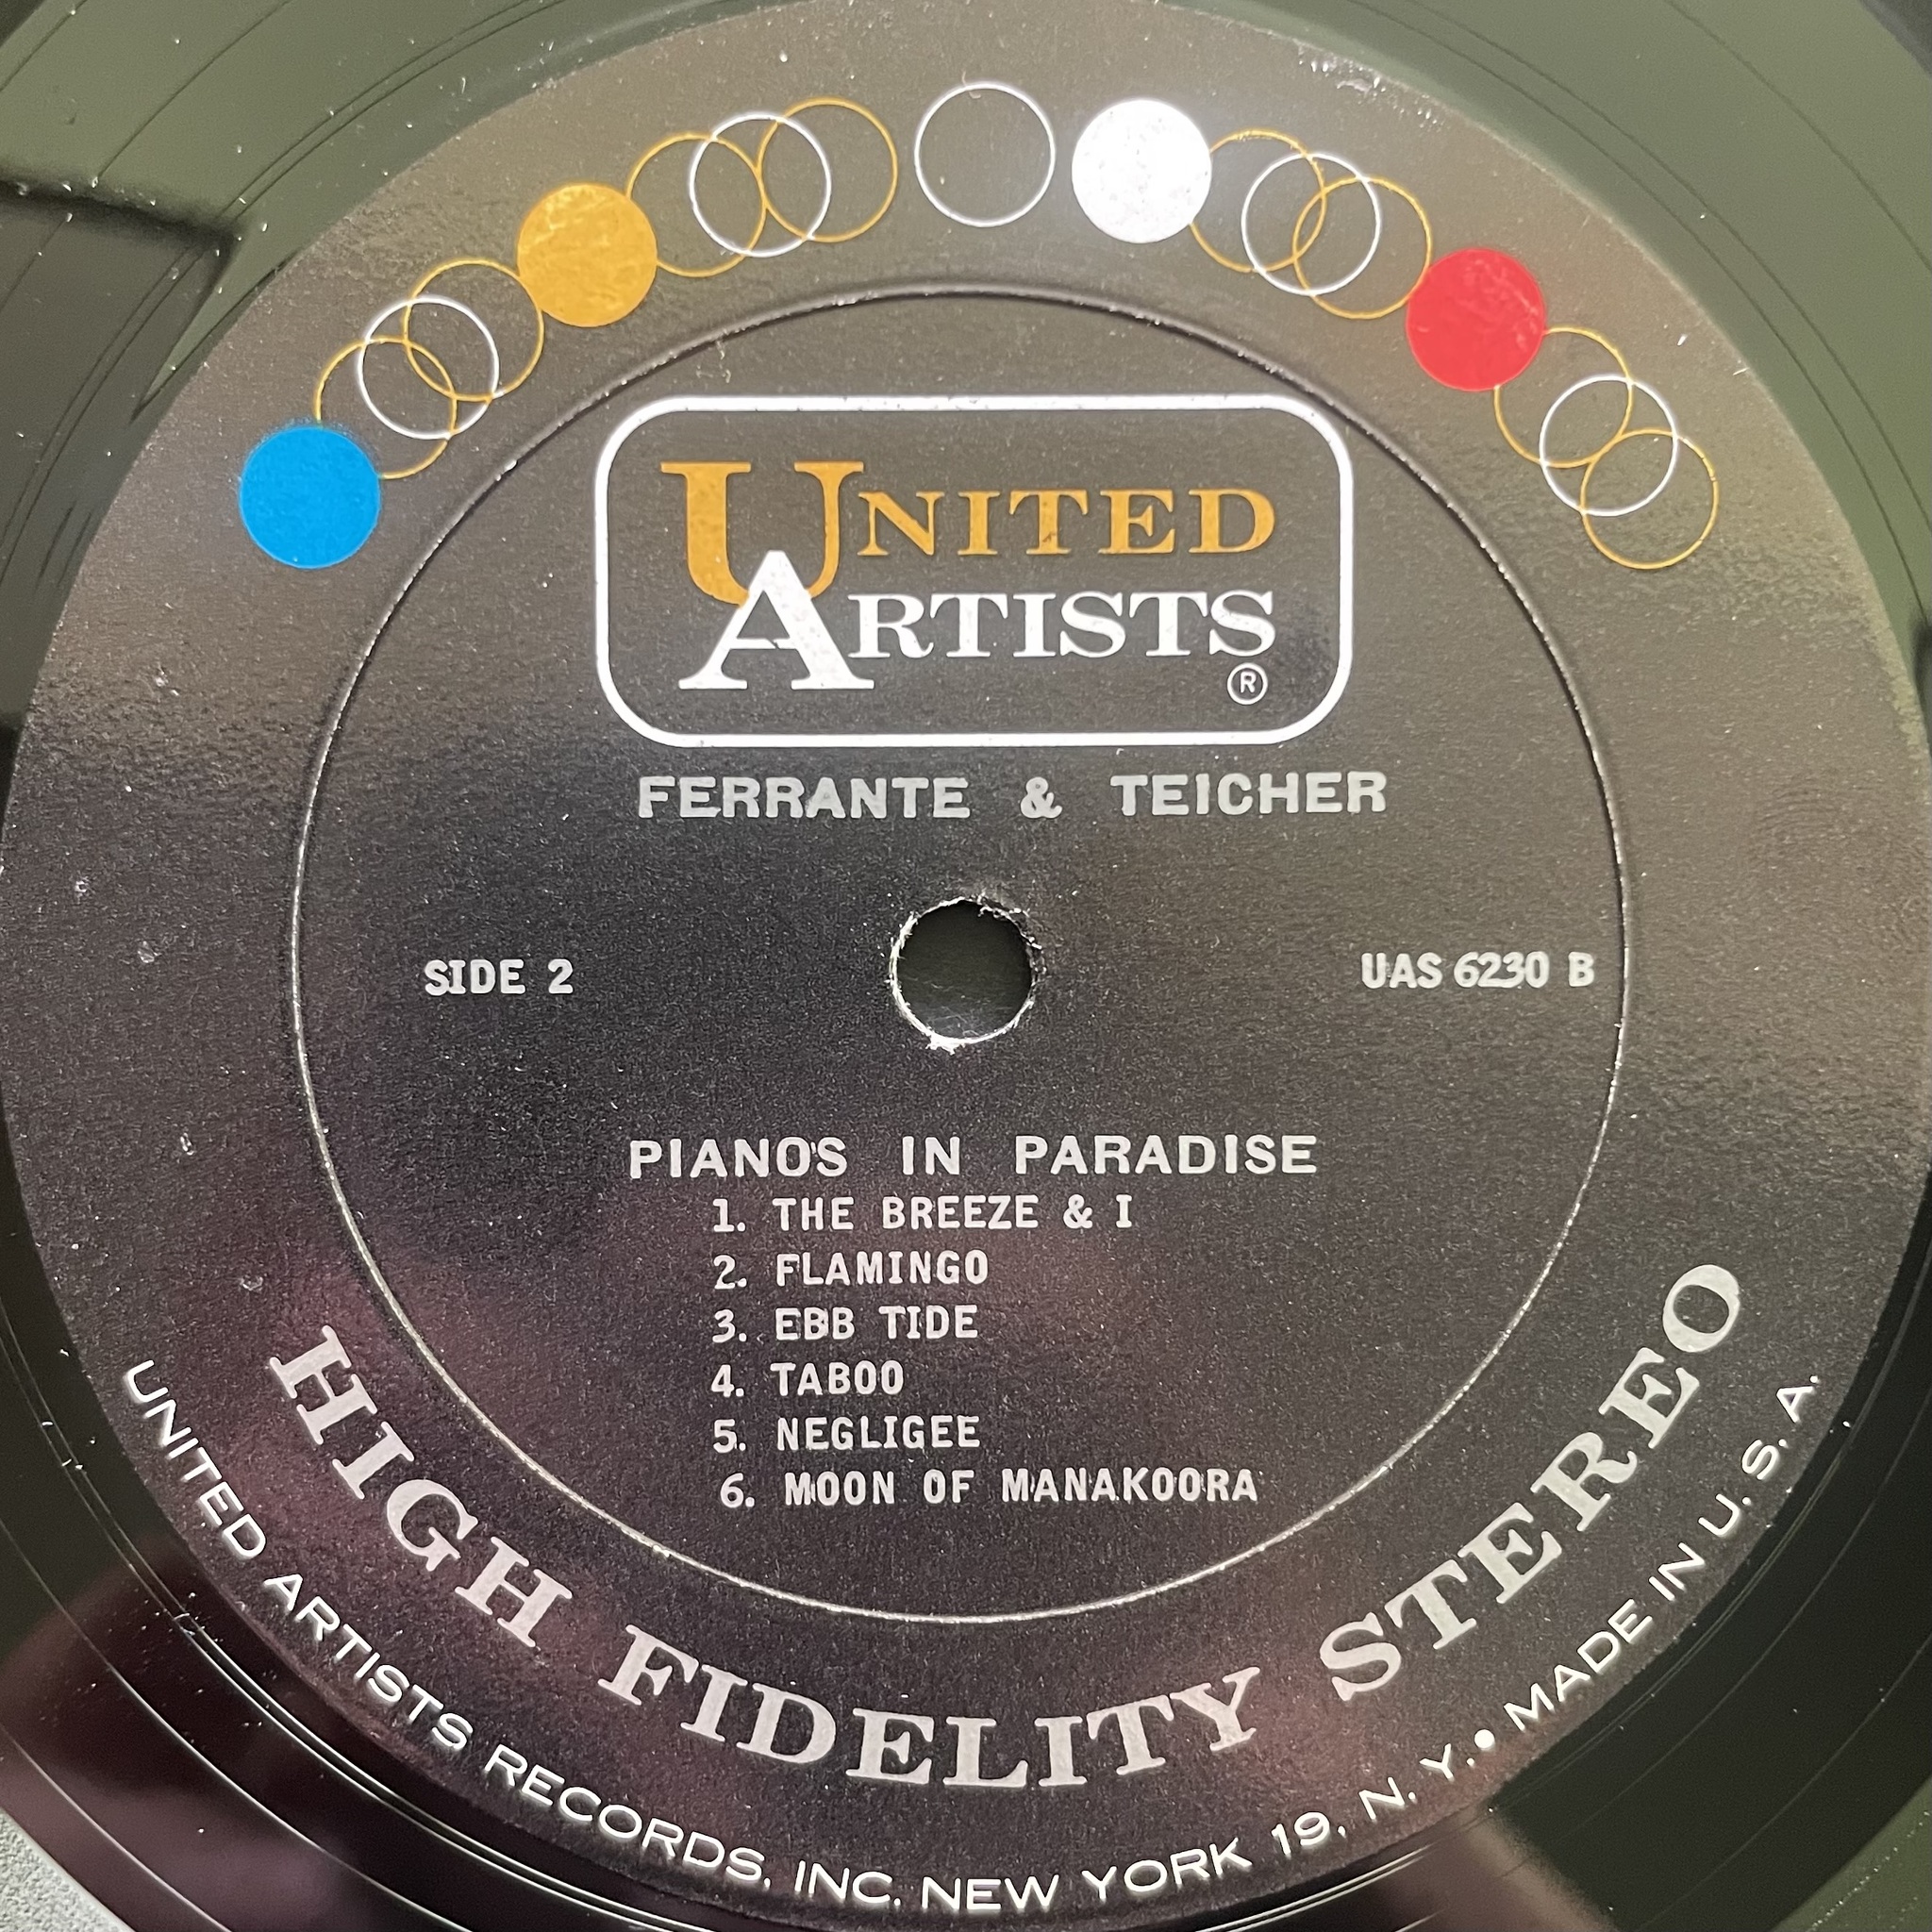 UNITED
ARTISTS
®
FERRANTE & TEICHER
SIDE 2
UAS 6230 B
PIANO'S IN PARADISE
1. THE BREEZE & I
2. FLAMINGO
3. EBB TIDE
4. TABOO
5. NEGLIGEE
6. MOON OF MANAKOORA
HIGH FIDELITY STEREO
UNITED ARTISTS RECORDS, INC. NEW YORK 19, N. Y. • MADE IN U. S. A.